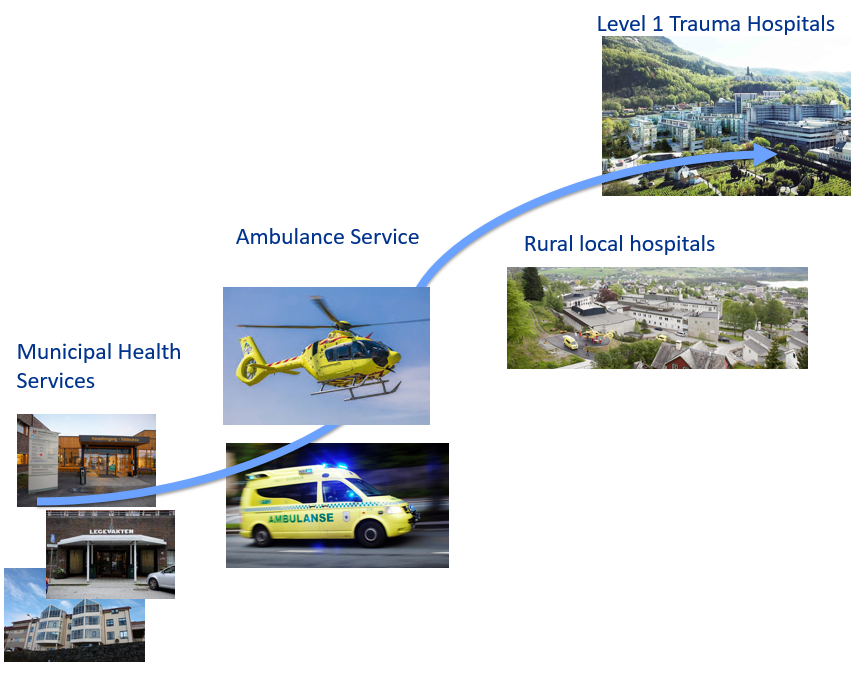 Level 1 Trauma Hospitals
Ambulance Service
Rural local hospitals
Municipal Health
Services
LEGEVAKTEN
AMBULANSE